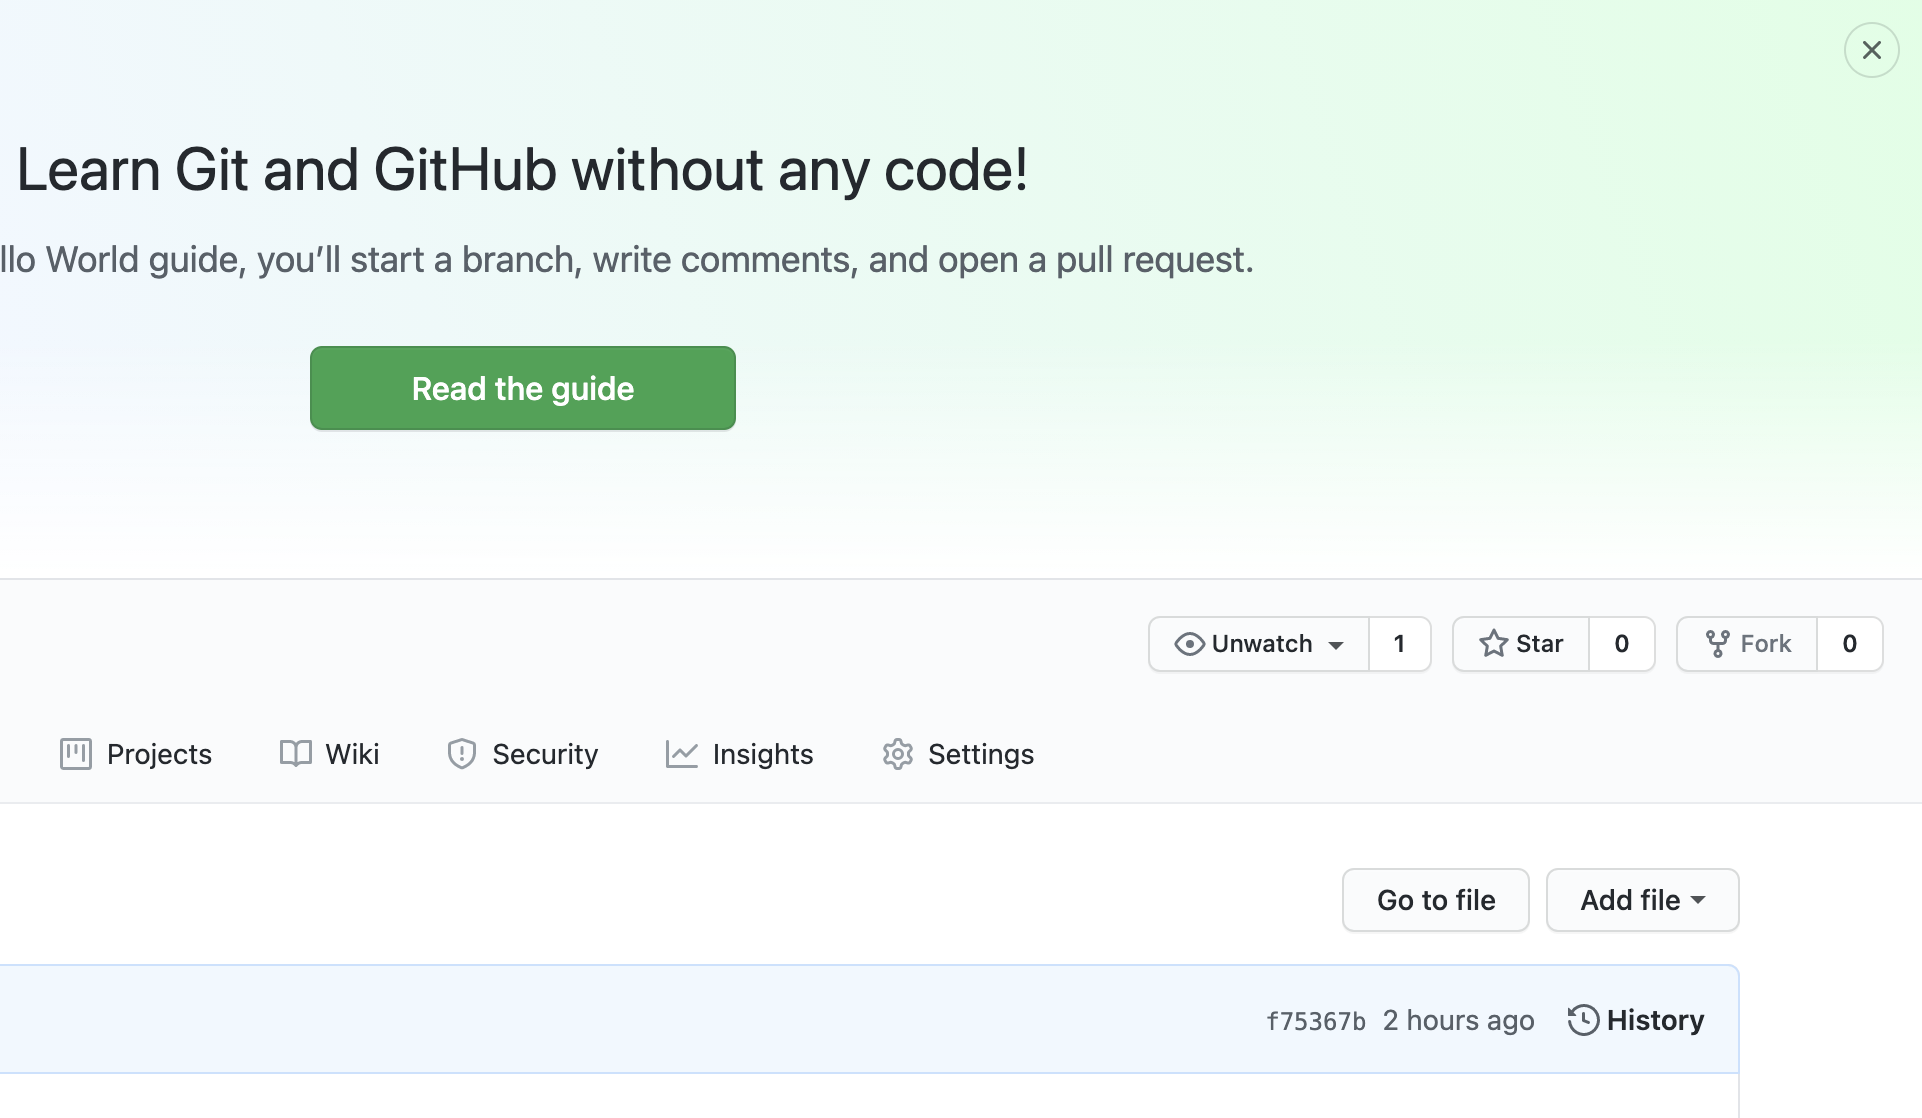 Learn Git and GitHub without any code!
llo World guide, you’ll start a branch, write comments, and open a pull request.
Read the guide
Unwatch 1 Star 0 Fork 0
Projects Wiki Security Insights Settings
Go to file Add file
f75367b 2 hours ago History